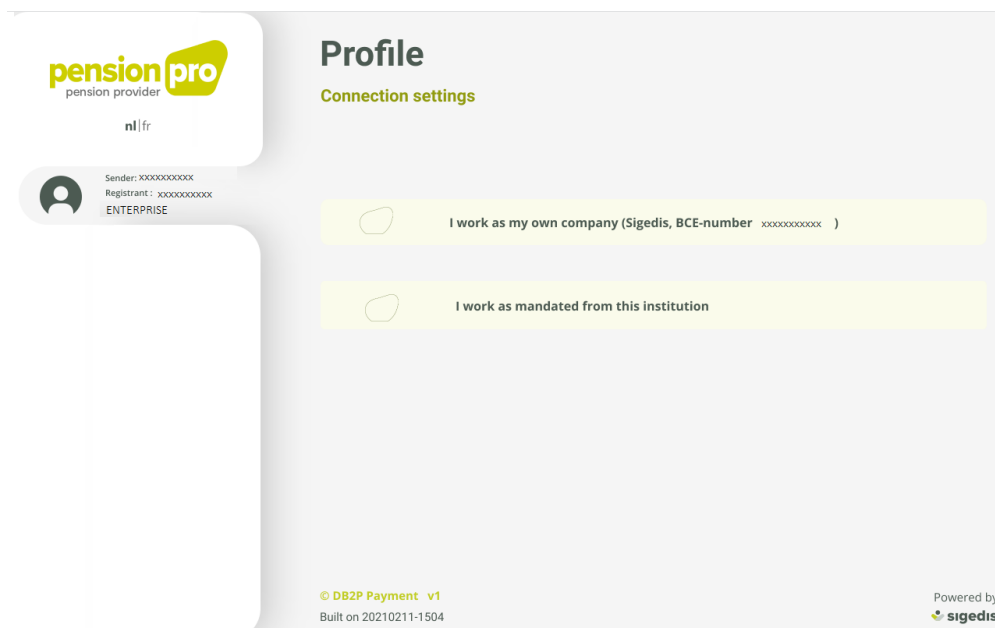 pension pro
pension provider
nl|fr
Sender: XXXXXXXXXX
Registrant : XXXXXXXXXX
ENTERPRISE
Profile
Connection settings
I work as my own company (Sigedis, BCE-number xxxxxxxxxxx )
I work as mandated from this institution
© DB2P Payment v1
Built on 20210211-1504
Powered by
sigedis